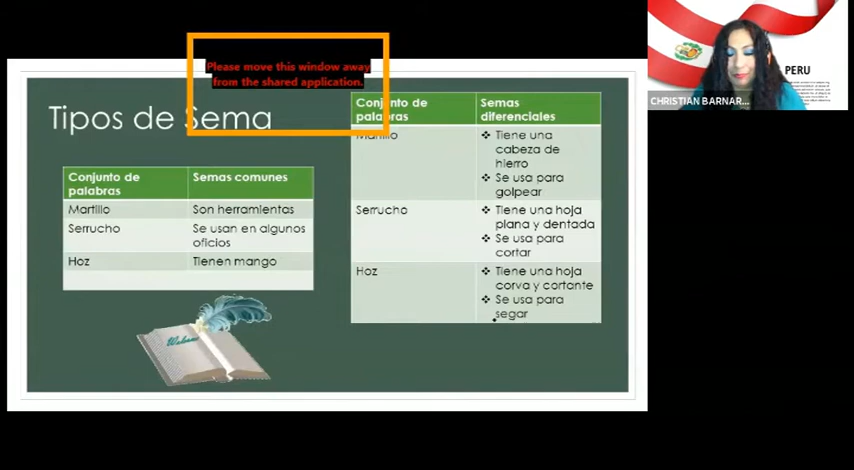 Please move this window away
from the shared application.
Tipos de Sema
Conjunto de
palabras
Semas comunes
Martillo
Son herramientas
Serrucho
Se usan en algunos
oficios
Hoz
Tienen mango
Conjunto de
palabras
Semas
diferenciales
Martillo
❖ Tiene una
cabeza de
hierro
❖ Se usa para
golpear
Serrucho
❖ Tiene una hoja
plana y dentada
❖ Se usa para
cortar
Hoz
❖ Tiene una hoja
corva y cortante
❖ Se usa para
segar
Welcome
PERU
CHRISTIAN BARNAR...